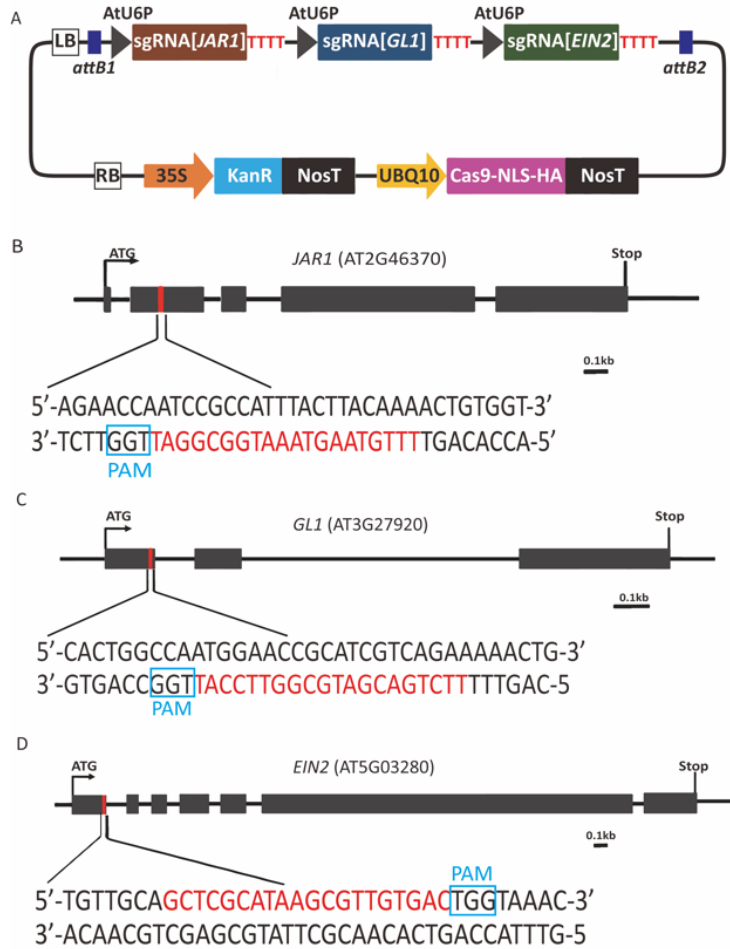 A
AtU6P AtU6P AtU6P
LB sgRNA[JAR1]TTTT sgRNA[GL1] TTTT sgRNA[EIN2] TTTT
attB1 attB2
RB 35S KanR NosT UBQ10 Cas9-NLS-HA NosT
B
ATG JAR1 (AT2G46370) Stop
0.1kb
5’-AGAACCAATCCGCCATTTACTTACAAAACTGTGGT-3’
3’-TCTTGGTTAGGCGGTAAATGAATGTTTTGACACCA-5’
PAM
C
ATG GL1 (AT3G27920) Stop
0.1kb
5’-CACTGGCCAATGGAACCGCATCGTCAGAAAAACTG-3’
3’-GTGACCGGTTACCTTGGCGTAGCAGTCTTTTTGAC-5
PAM
D
ATG EIN2 (AT5G03280) Stop
0.1kb
PAM
5’-TGTTGCAGCTCGCATAAGCGTTGTGACTGGTAAAC-3’
3’-ACAACGTCGAGCGTATTCGCAACACTGACCATTTG-5